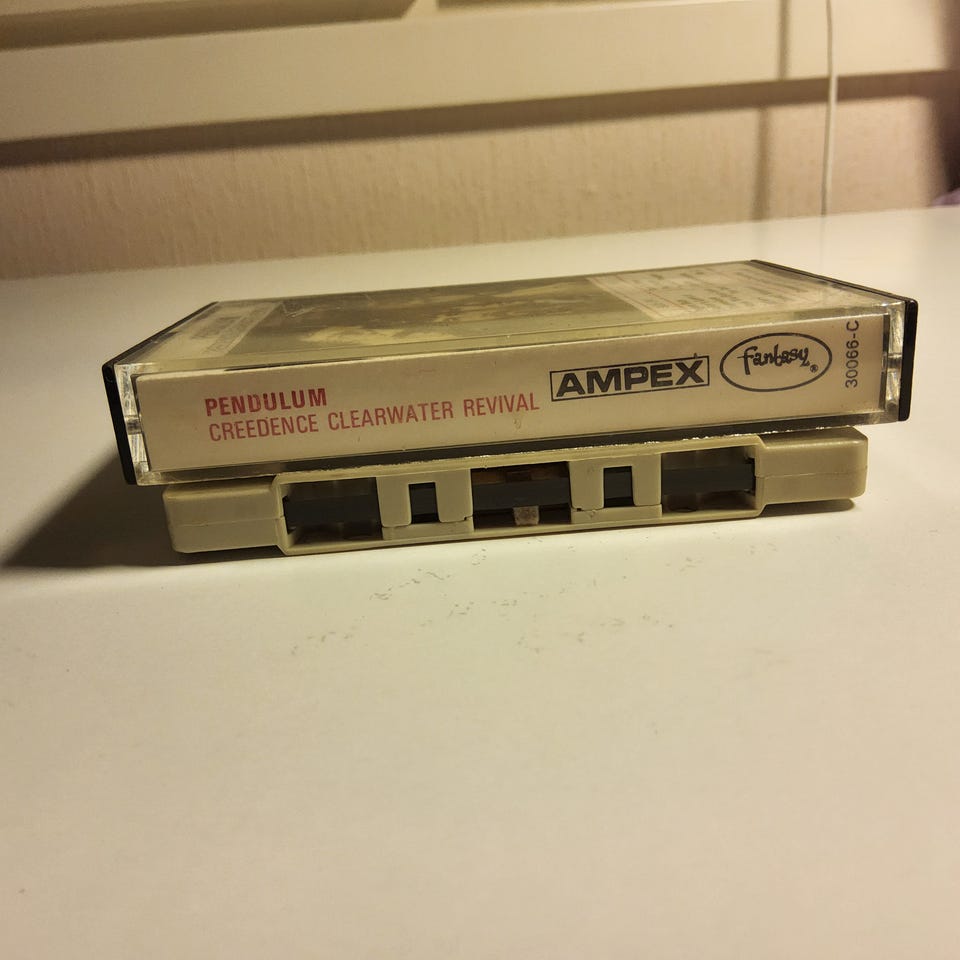 PENDULUM
CREEDENCE CLEARWATER REVIVAL
AMPEX
fantasy ®
30066-C